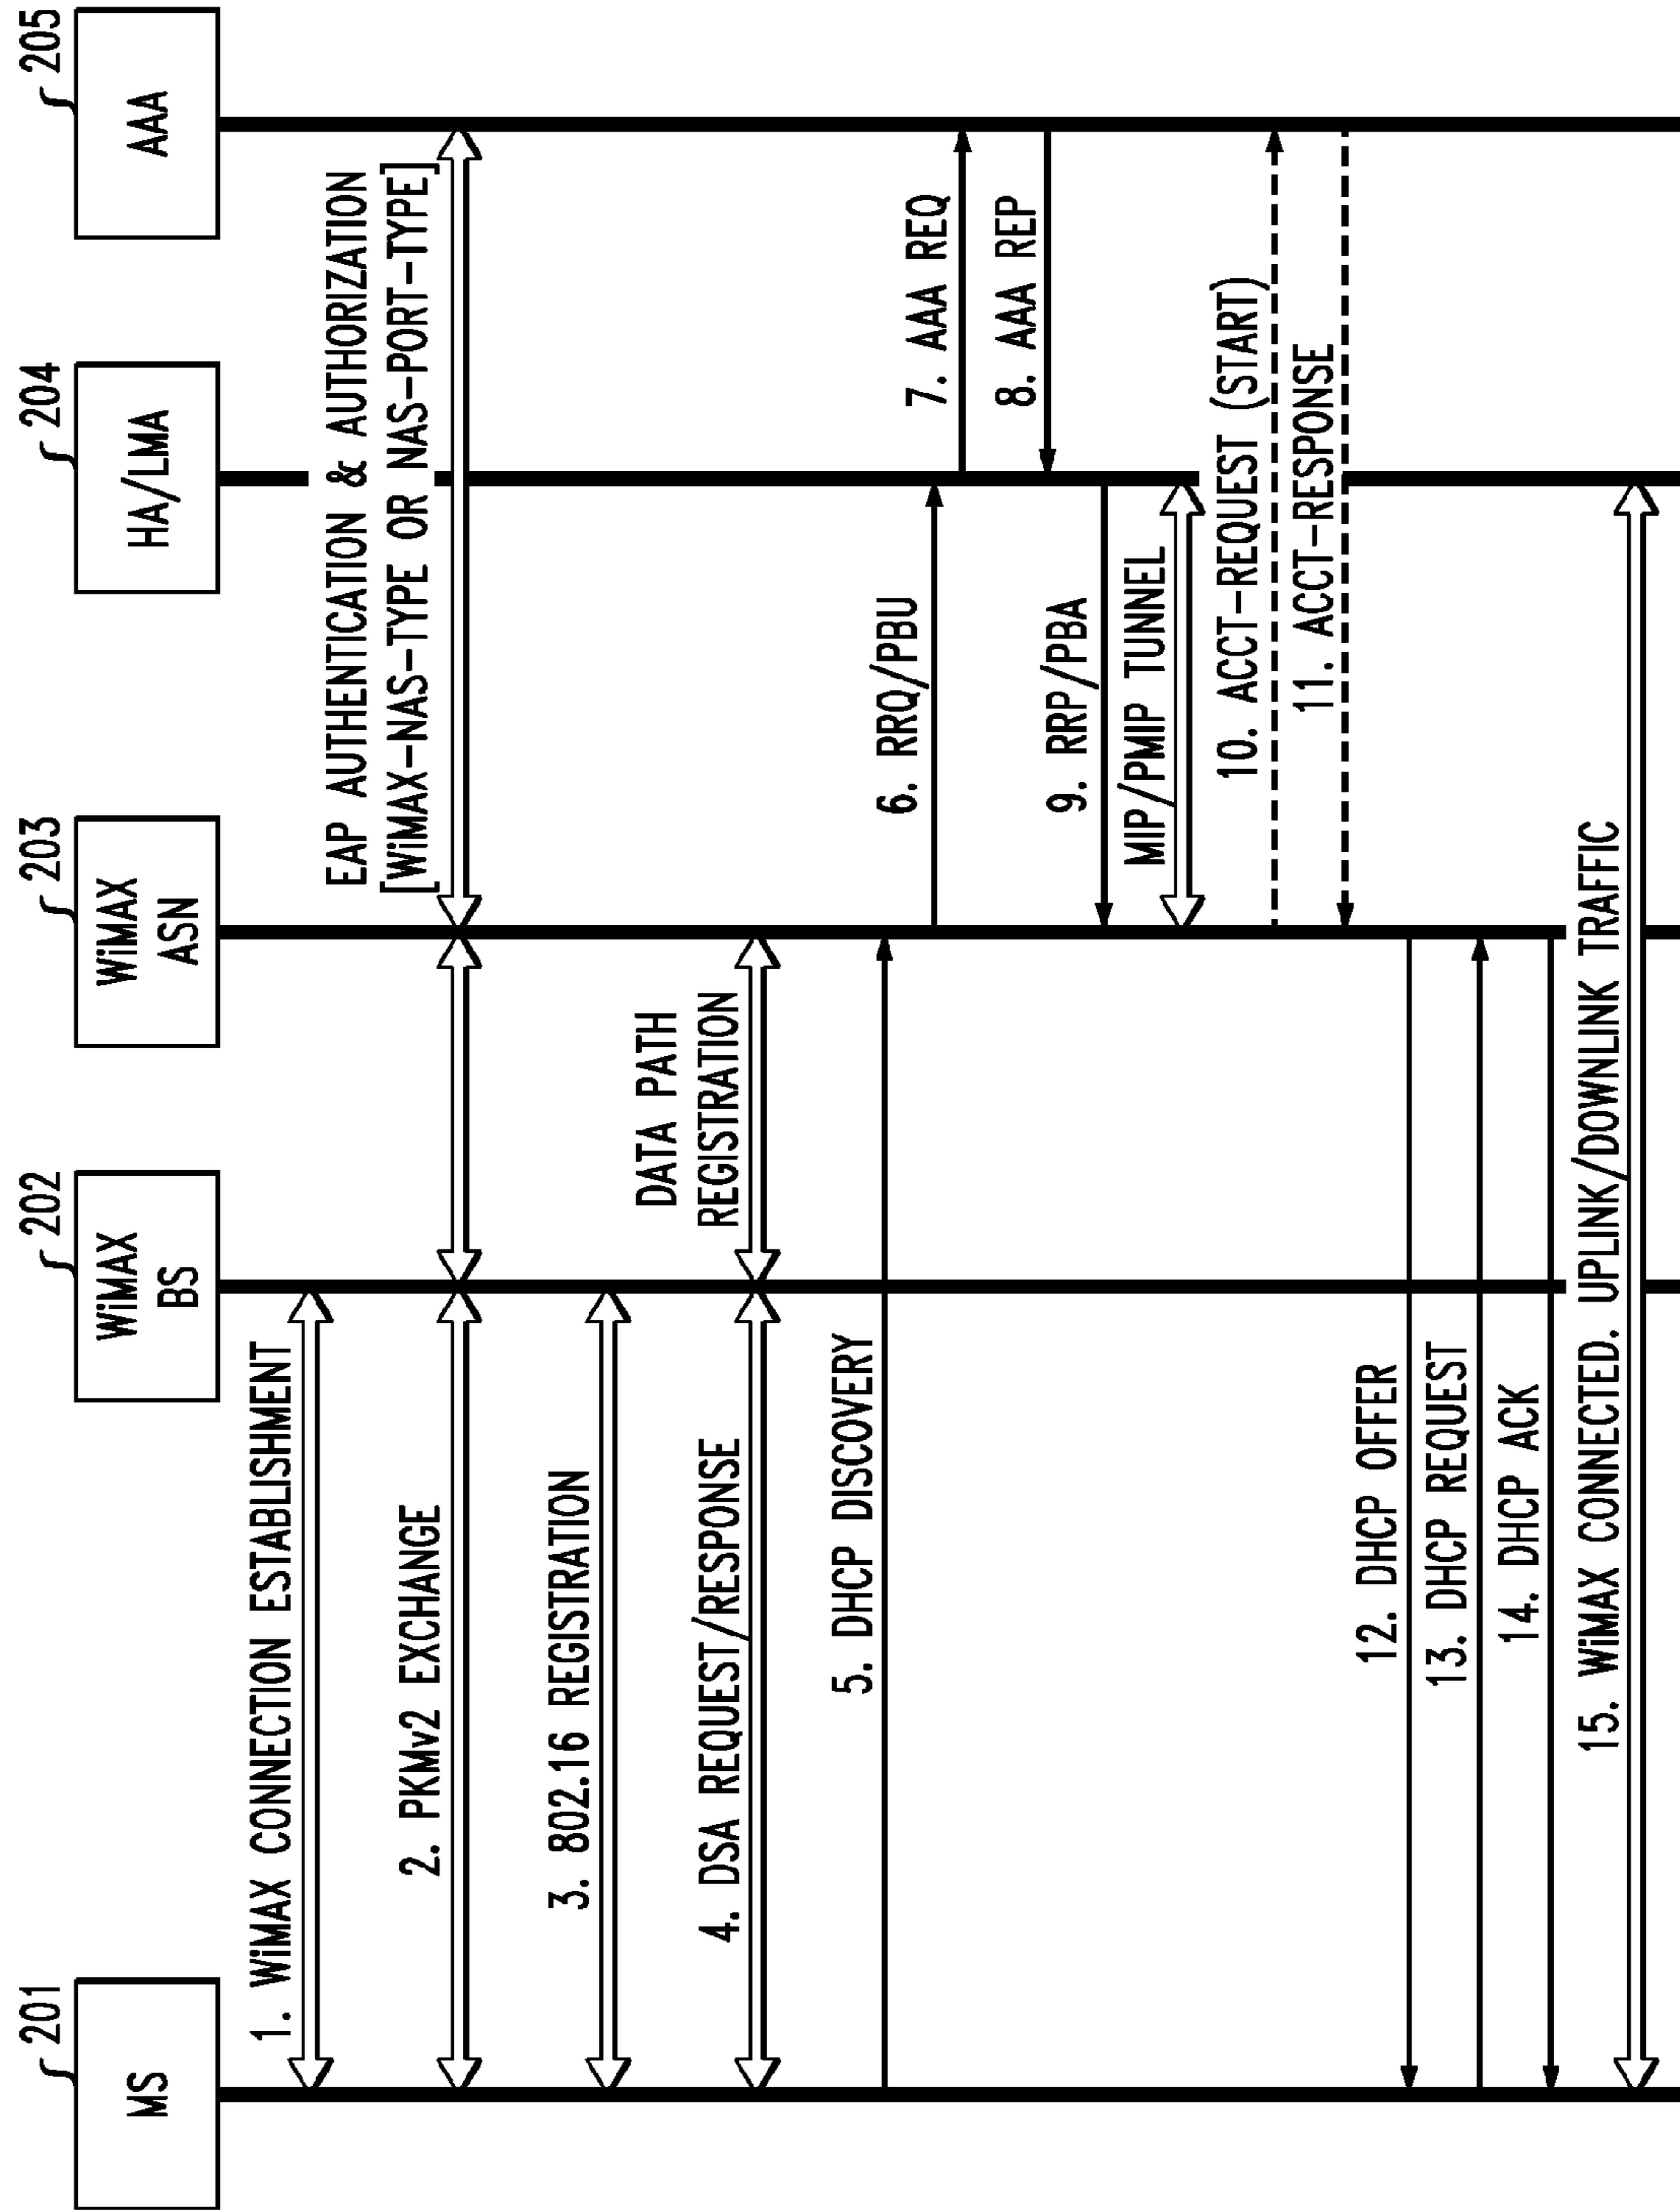 201
MS
202
WiMAX
BS
203
WiMAX
ASN
204
HA/LMA
205
AAA
1. WiMAX CONNECTION ESTABLISHMENT
2. PKMv2 EXCHANGE
EAP AUTHENTICATION & AUTHORIZATION
[WiMAX-NAS-TYPE OR NAS-PORT-TYPE]
3. 802.16 REGISTRATION
4. DSA REQUEST/RESPONSE
DATA PATH
REGISTRATION
5. DHCP DISCOVERY
6. RRQ/PBU
7. AAA REQ
8. AAA REP
9. RRP/PBA
MIP/PMIP TUNNEL
10. ACCT-REQUEST (START)
11. ACCT-RESPONSE
12. DHCP OFFER
13. DHCP REQUEST
14. DHCP ACK
15. WiMAX CONNECTED. UPLINK/DOWNLINK TRAFFIC